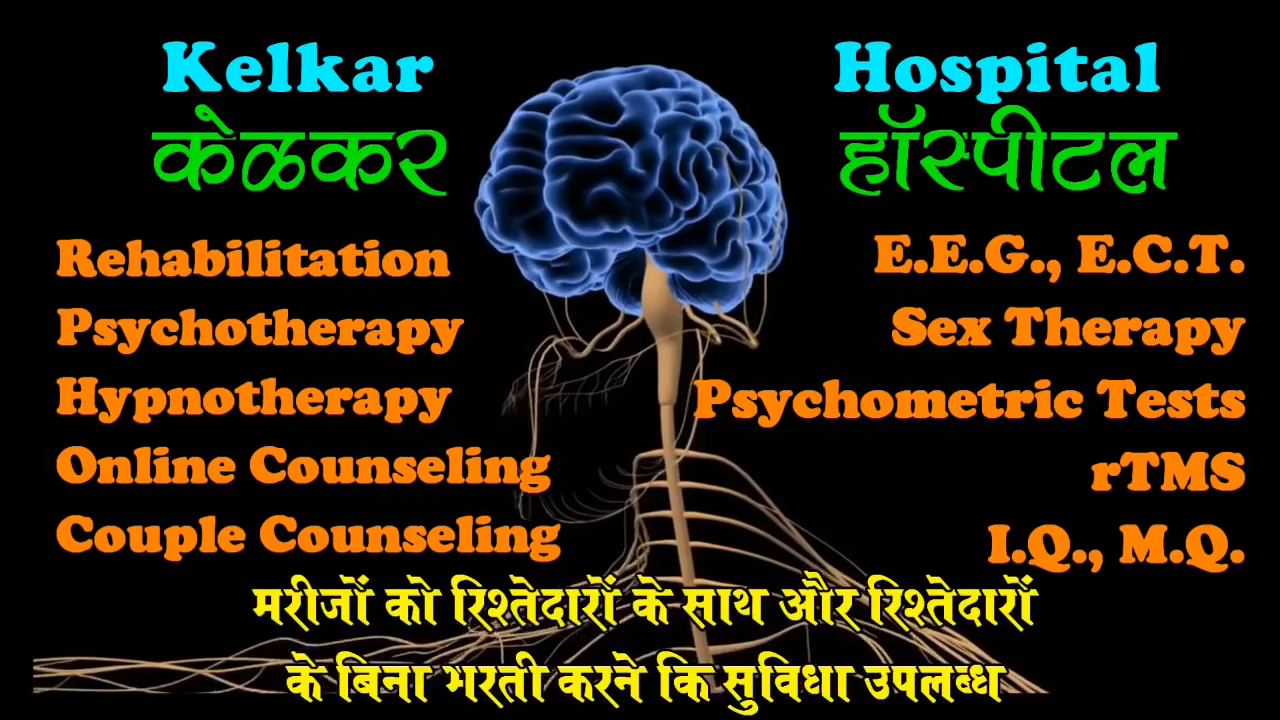 Kelkar Hospital
केळकर हॉस्पीटल
Rehabilitation
Psychotherapy
Hypnotherapy
Online Counseling
Couple Counseling
E.E.G., E.C.T.
Sex Therapy
Psychometric Tests
rTMS
I.Q., M.Q.
मरीजों को रिश्तेदारों के साथ और रिश्तेदारों
के बिना भरती करने कि सुविधा उपलब्ध